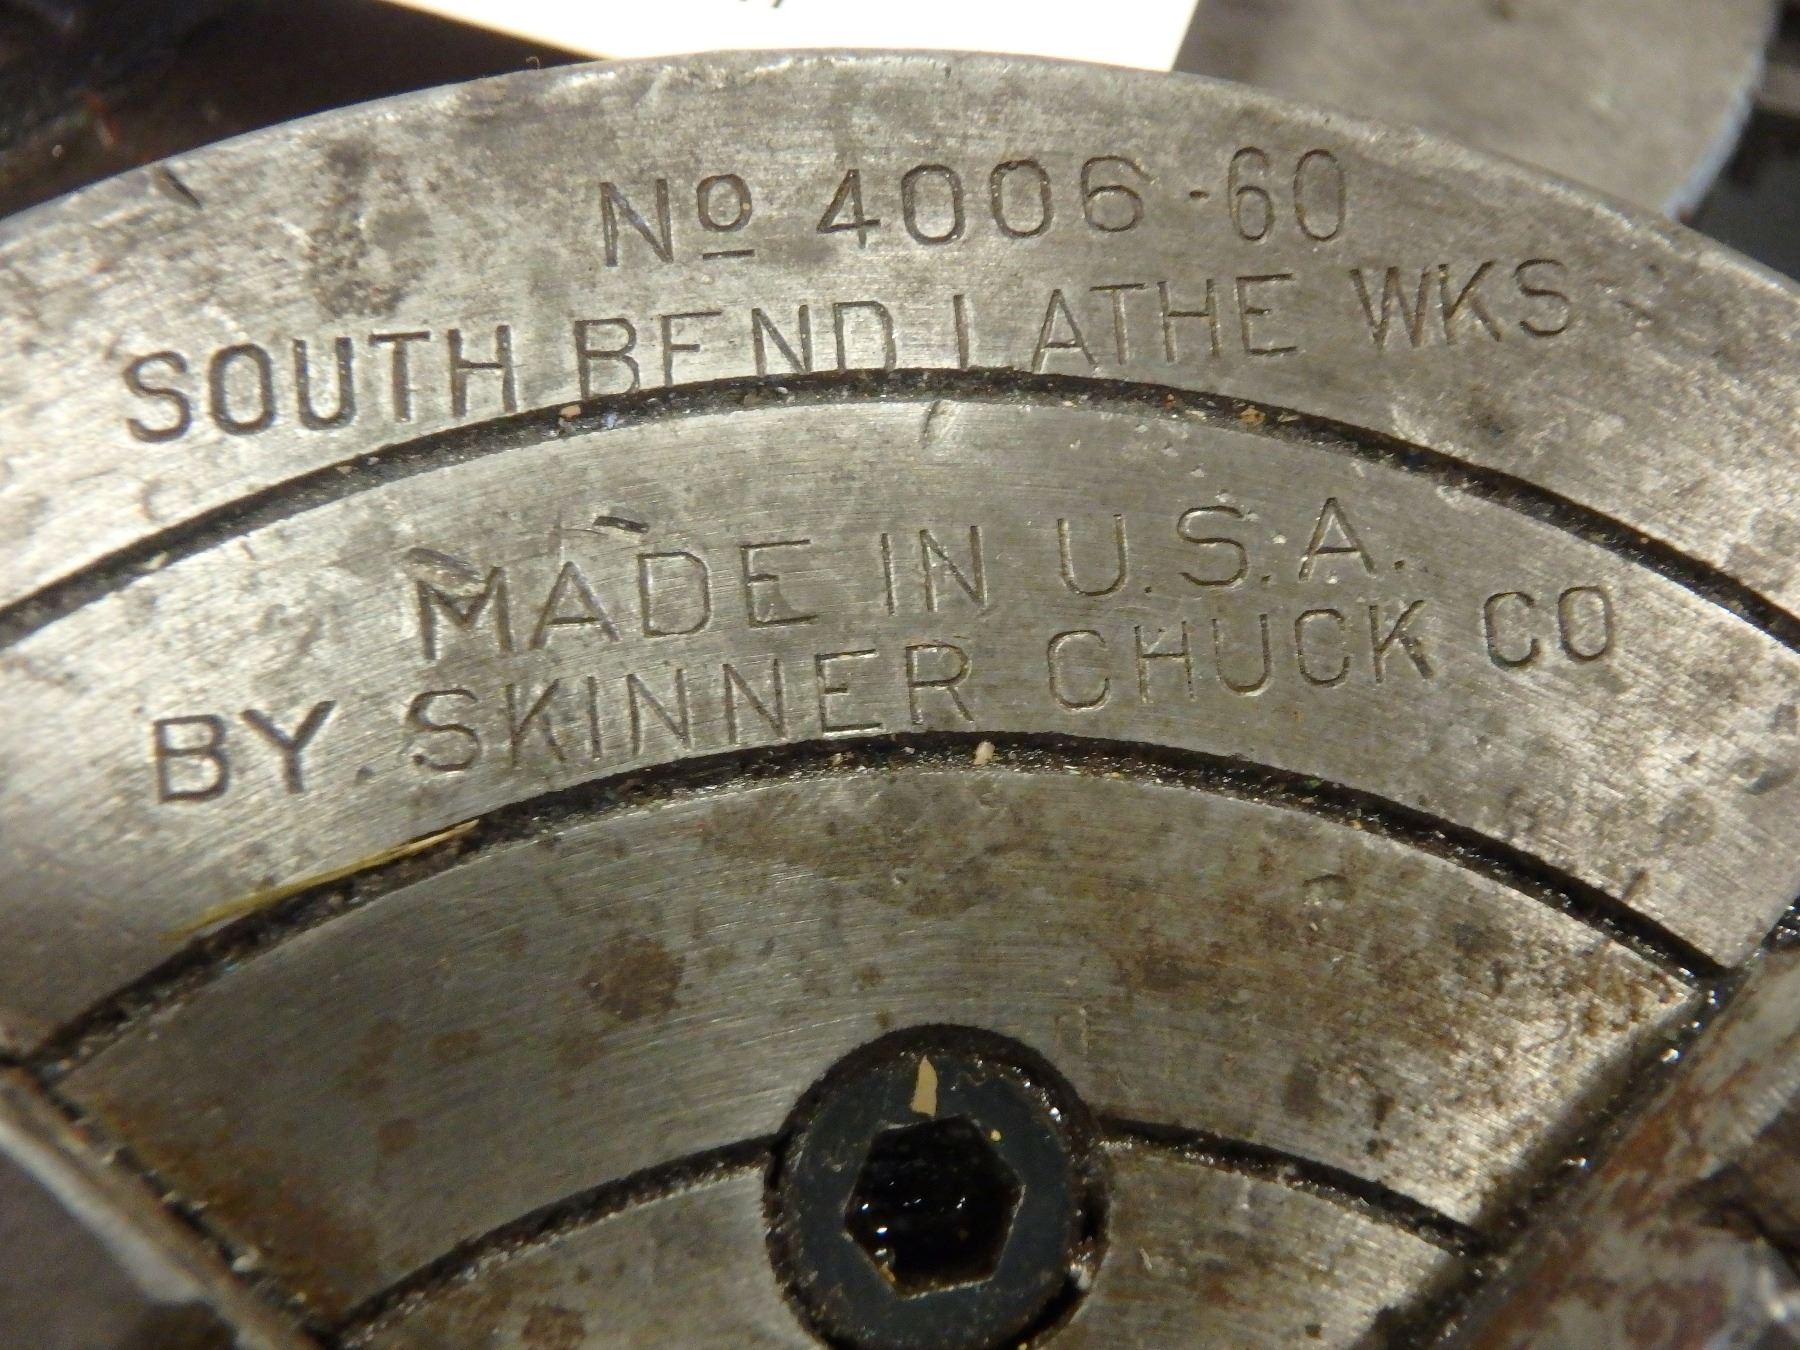 Nº 4006-60
SOUTH BEND LATHE WKS
MADE IN U.S.A.
BY SKINNER CHUCK CO